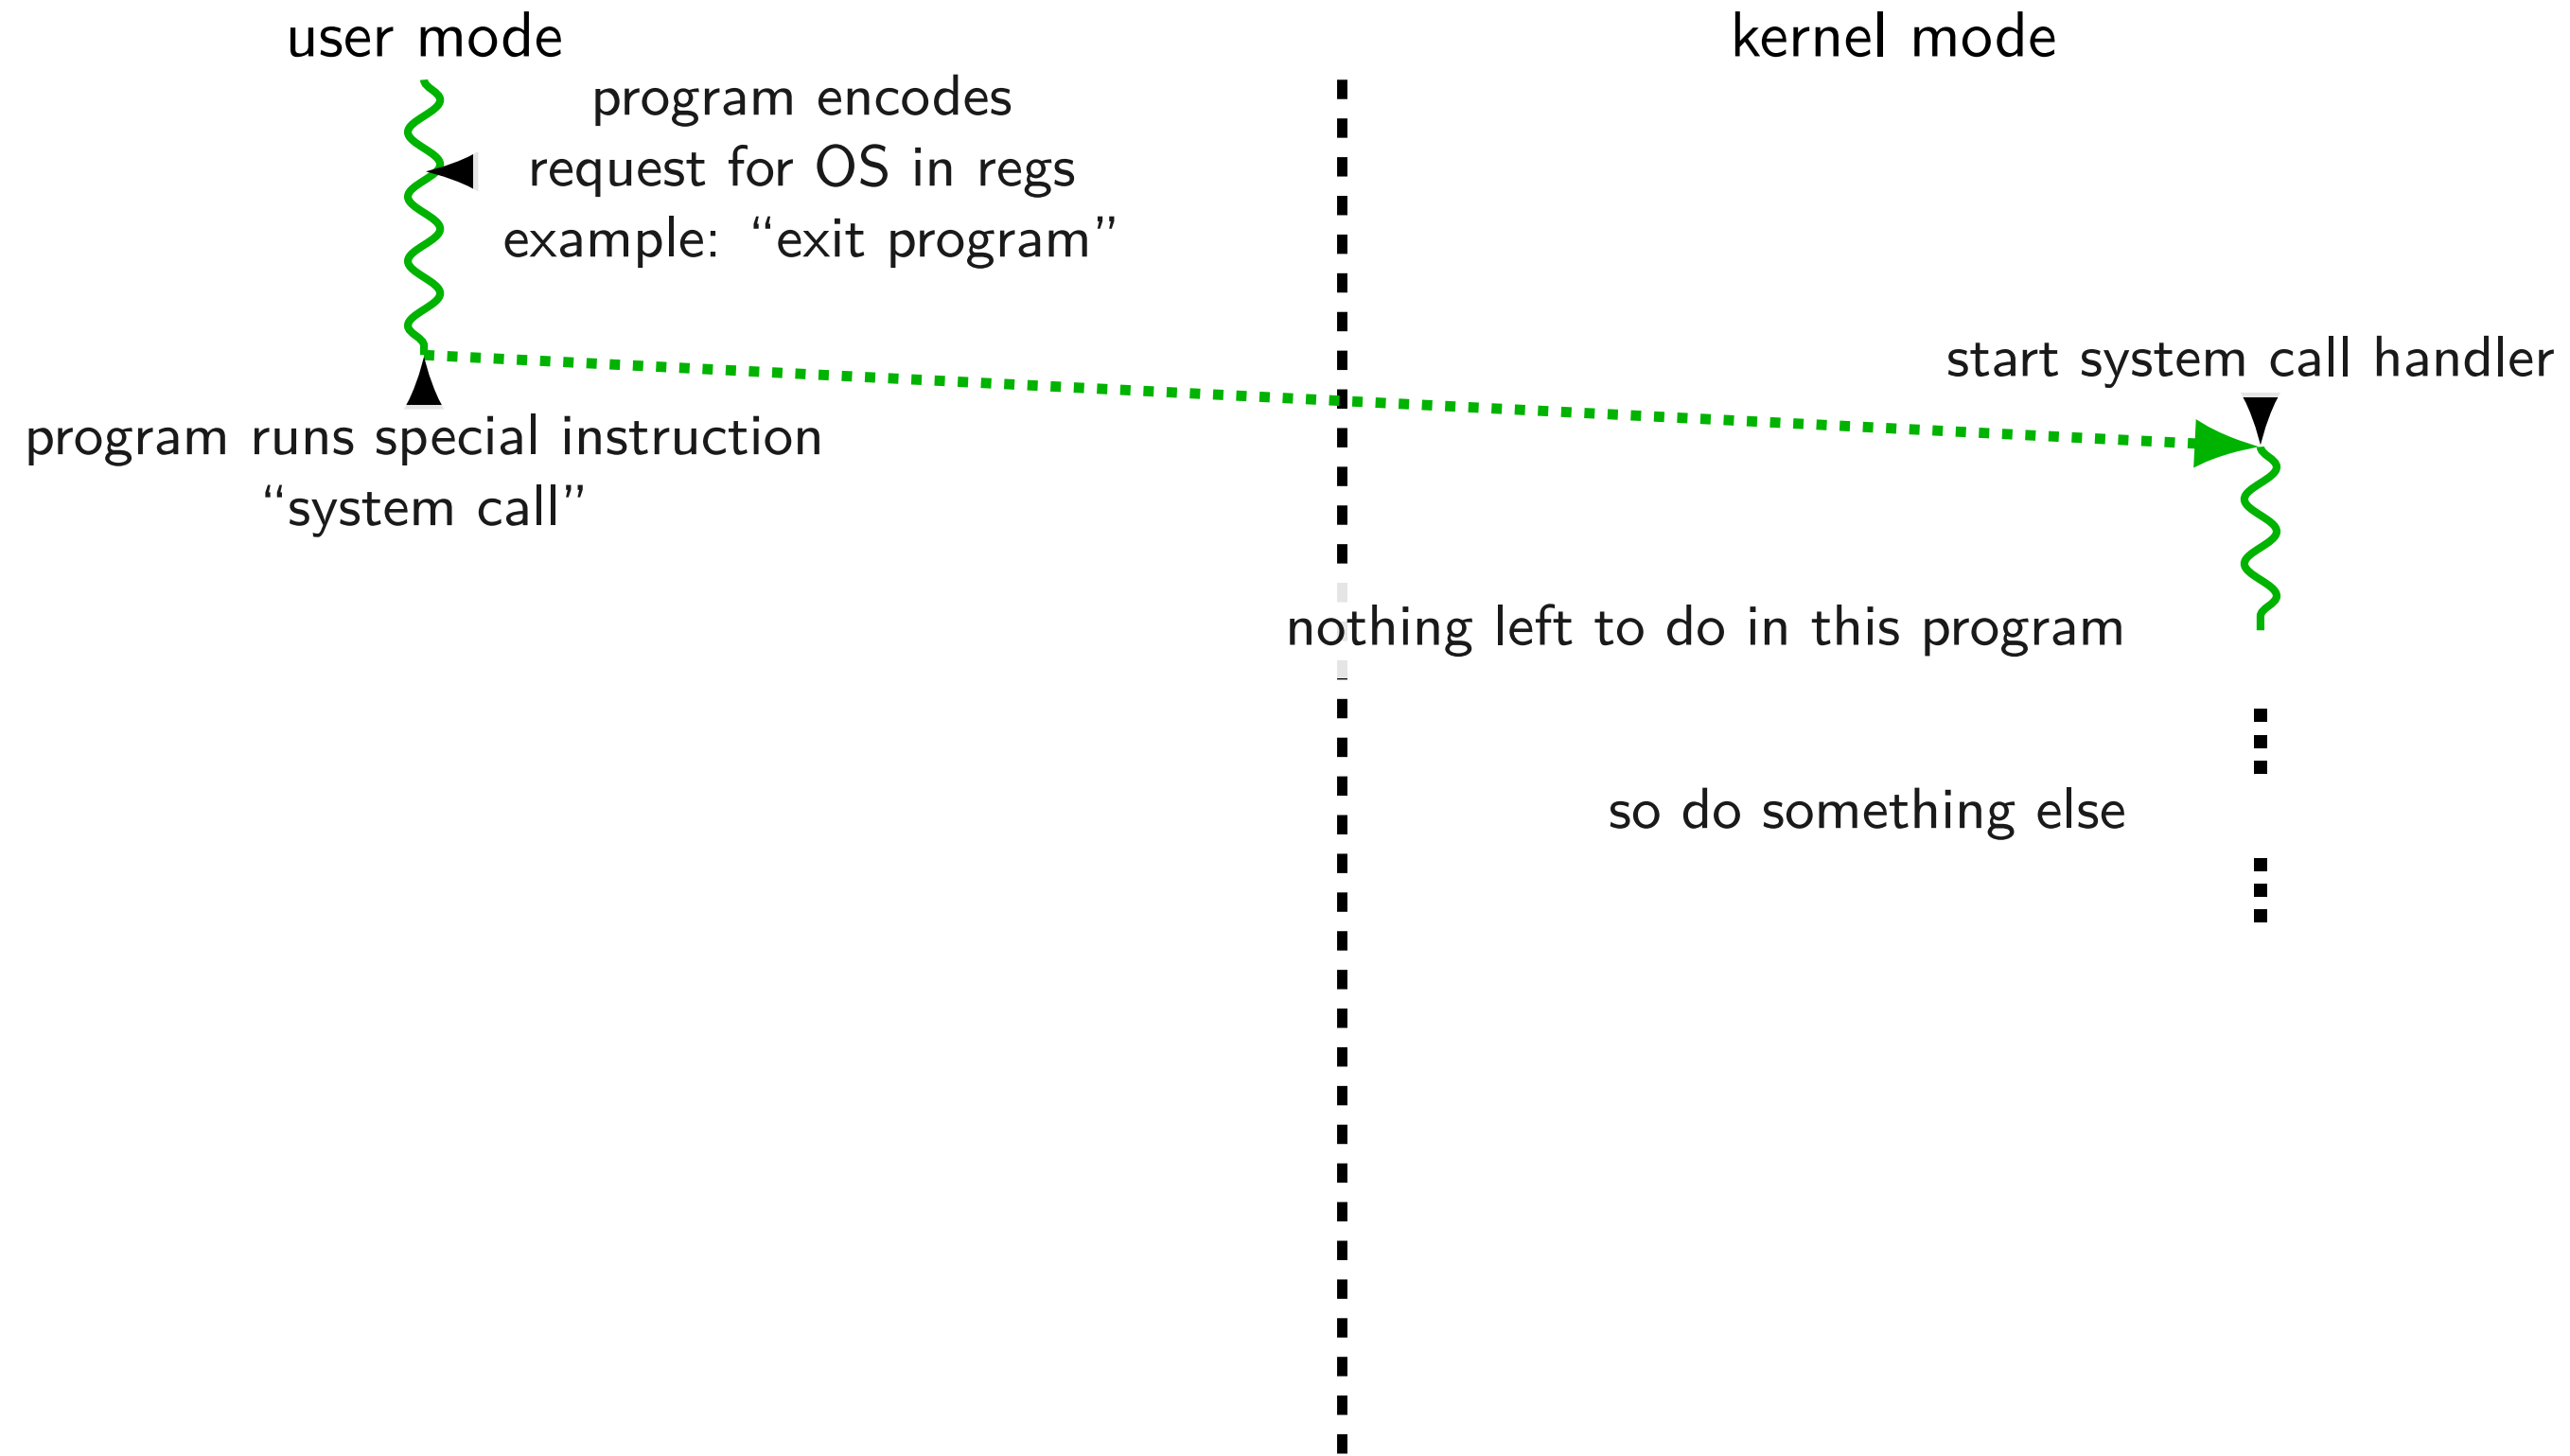 user mode
kernel mode
program encodes
request for OS in regs
example: “exit program”
start system call handler
program runs special instruction
“system call”
nothing left to do in this program
so do something else